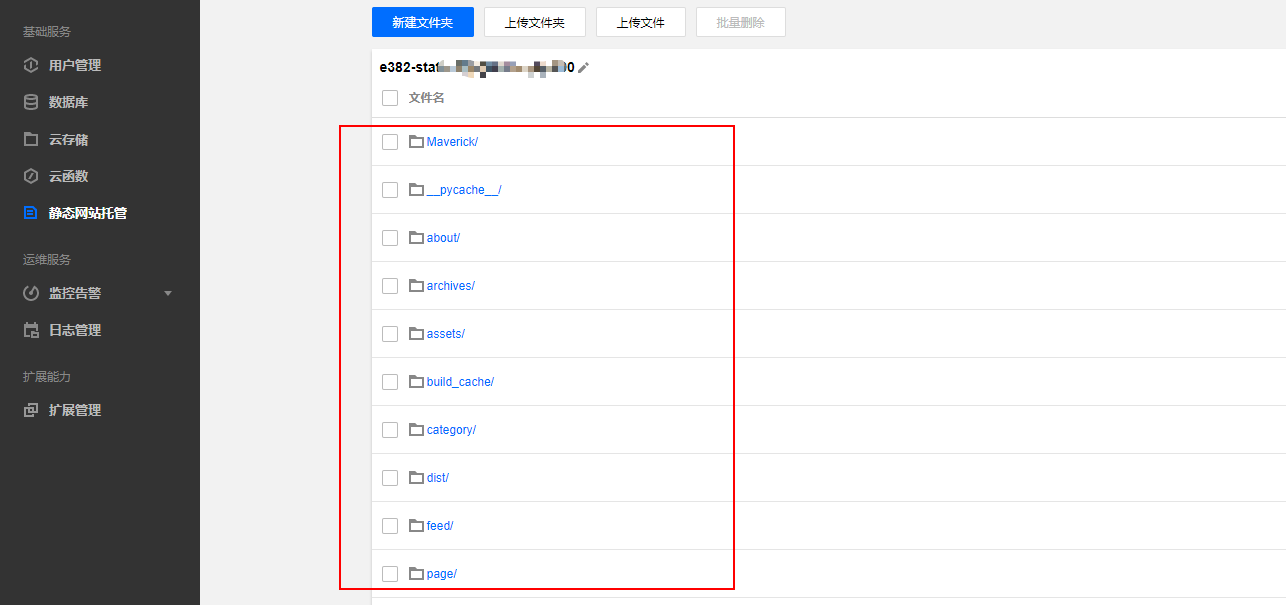 基础服务
用户管理
数据库
云存储
云函数
静态网站托管
运维服务
监控告警
日志管理
扩展能力
扩展管理
新建文件夹
上传文件夹
上传文件
批量删除
e382-stat
文件名
Maverick/
__pycache__/
about/
archives/
assets/
build_cache/
category/
dist/
feed/
page/